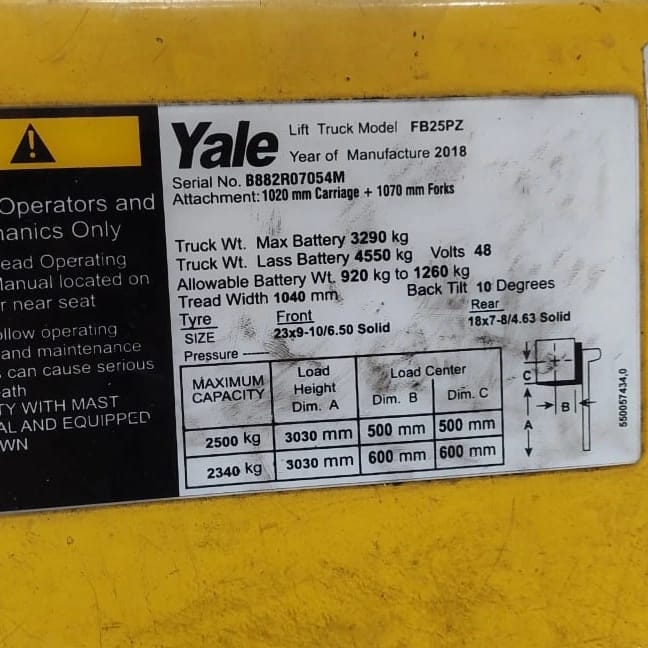 Operators and
anics Only
ead Operating
anual located on
r near seat
ollow operating
and maintenance
s can cause serious
ath
TY WITH MAST
AL AND EQUIPPED
WN
Yale Lift Truck Model FB25PZ
Year of Manufacture 2018
Serial No. B882R07054M
Attachment: 1020 mm Carriage + 1070 mm Forks
Truck Wt. Max Battery 3290 kg
Truck Wt. Lass Battery 4550 kg Volts 48
Allowable Battery Wt. 920 kg to 1260 kg
Tread Width 1040 mm Back Tilt 10 Degrees
Tyre Front Rear
SIZE 23x9-10/6.50 Solid 18x7-8/4.63 Solid
Pressure
MAXIMUM CAPACITY Load Height Dim. A Load Center Dim. B Dim. C
2500 kg 3030 mm 500 mm 500 mm
2340 kg 3030 mm 600 mm 600 mm
C
B
A
550057434,0